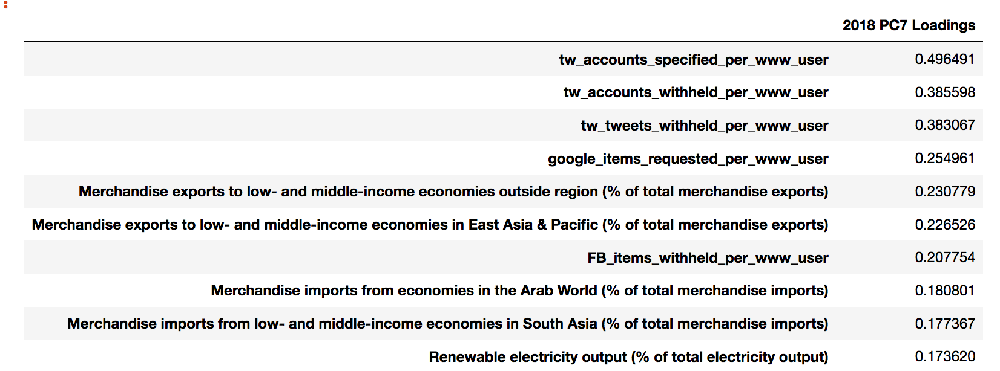 2018 PC7 Loadings
tw_accounts_specified_per_www_user 0.496491
tw_accounts_withheld_per_www_user 0.385598
tw_tweets_withheld_per_www_user 0.383067
google_items_requested_per_www_user 0.254961
Merchandise exports to low- and middle-income economies outside region (% of total merchandise exports) 0.230779
Merchandise exports to low- and middle-income economies in East Asia & Pacific (% of total merchandise exports) 0.226526
FB_items_withheld_per_www_user 0.207754
Merchandise imports from economies in the Arab World (% of total merchandise imports) 0.180801
Merchandise imports from low- and middle-income economies in South Asia (% of total merchandise imports) 0.177367
Renewable electricity output (% of total electricity output) 0.173620